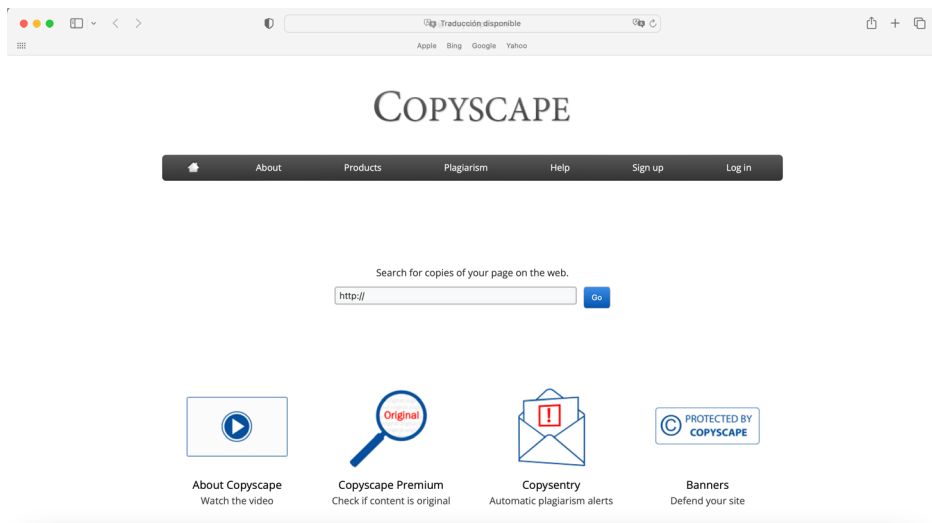 Traducción disponible
Apple Bing Google Yahoo
COPYSCAPE
About Products Plagiarism Help Sign up Log in
Search for copies of your page on the web.
http:// Go
Original
!
© PROTECTED BY
COPYSCAPE
About Copyscape Copyscape Premium Copysentry Banners
Watch the video Check if content is original Automatic plagiarism alerts Defend your site